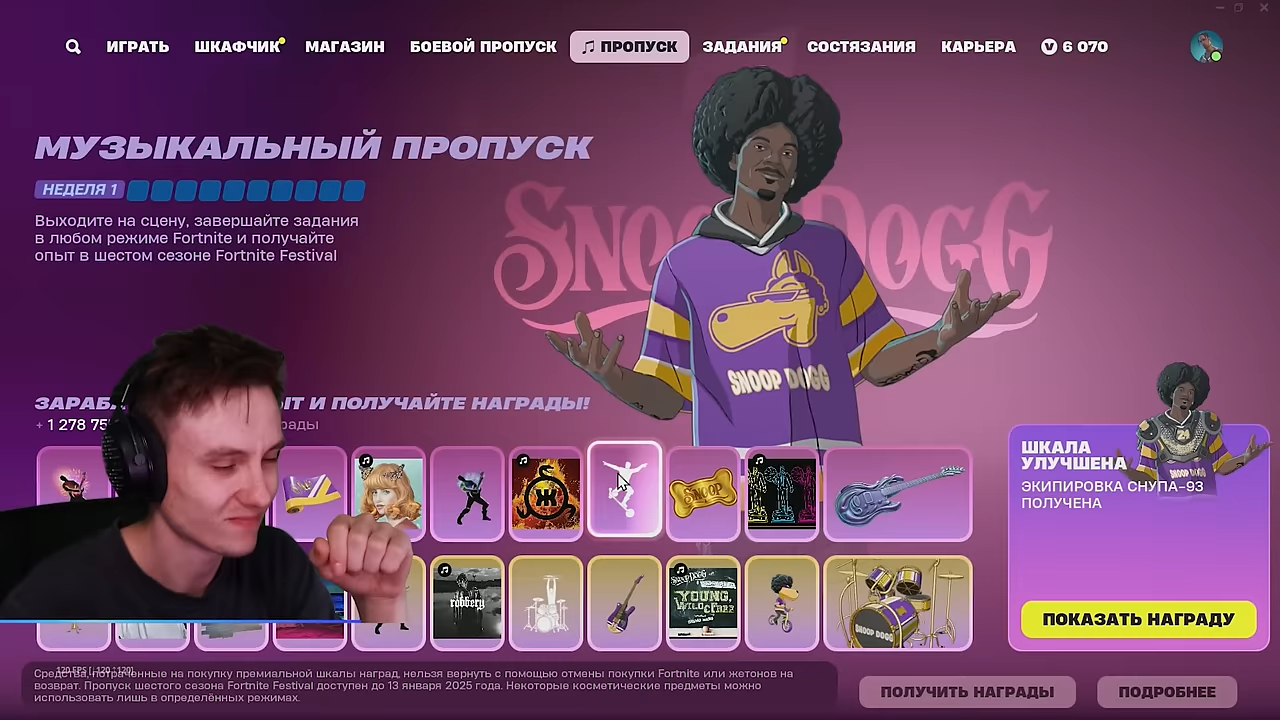 ИГРАТЬ ШКАФЧИК МАГАЗИН БОЕВОЙ ПРОПУСК ПРОПУСК ЗАДАНИЯ СОСТЯЗАНИЯ КАРЬЕРА 6 070
МУЗЫКАЛЬНЫЙ ПРОПУСК
НЕДЕЛЯ 1
Выходите на сцену, завершайте задания
в любом режиме Fortnite и получайте
опыт в шестом сезоне Fortnite Festival
SNOOP DOGG
SNOOP DOGG
ЫТ И ПОЛУЧАЙТЕ НАГРАДЫ!
+ 1 278 75
Ж
SNOOP
ШКАЛА
УЛУЧШЕНА
ЭКИПИРОВКА СНУПА-93
ПОЛУЧЕНА
robbery
YOUNG,
SNOOP DOGG
ПОКАЗАТЬ НАГРАДУ
Средства, потраченные на покупку премиальной шкалы наград, нельзя вернуть с помощью отмены покупки Fortnite или жетонов на
возврат. Пропуск шестого сезона Fortnite Festival доступен до 13 января 2025 года. Некоторые косметические предметы можно
использовать лишь в определённых режимах.
ПОЛУЧИТЬ НАГРАДЫ
ПОДРОБНЕЕ